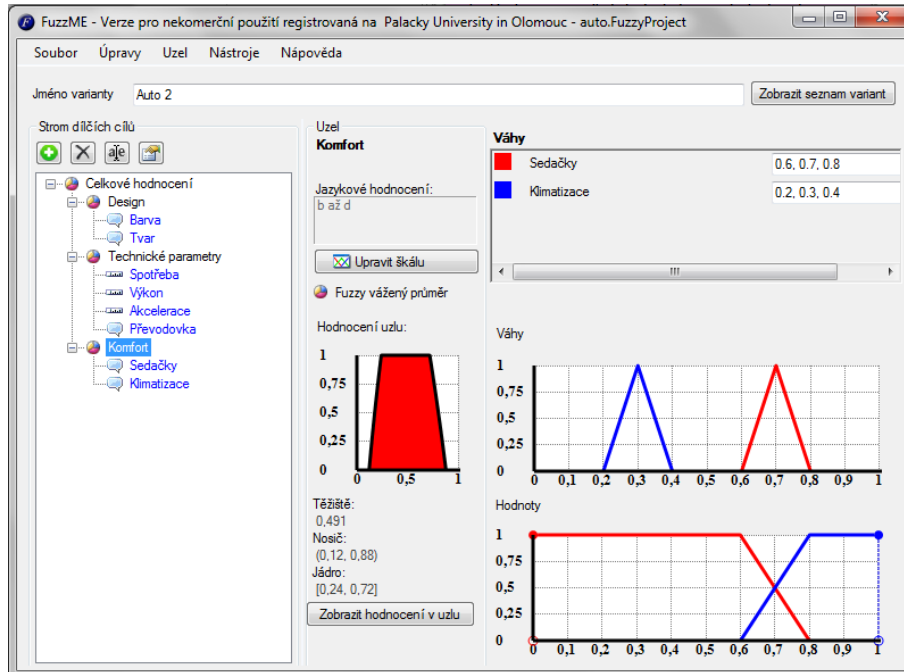 FuzzME - Verze pro nekomerční použití registrovaná na Palacky University in Olomouc - auto.FuzzyProject
Soubor Úpravy Uzel Nástroje Nápověda
Jméno varianty Auto 2 Zobrazit seznam variant
Strom dílčích cílů
a|e
Celkové hodnocení
Design
Barva
Tvar
Technické parametry
Spotřeba
Výkon
Akcelerace
Převodovka
Komfort
Sedačky
Klimatizace
Uzel
Komfort
Jazykové hodnocení:
b až d
Upravit škálu
Fuzzy vážený průměr
Hodnocení uzlu:
1
0,75
0,5
0,25
0
0 0,5 1
Těžiště:
0,491
Nosič:
(0,12, 0,88)
Jádro:
[0,24, 0,72]
Zobrazit hodnocení v uzlu
Váhy
Sedačky 0.6, 0.7, 0.8
Klimatizace 0.2, 0.3, 0.4
Váhy
1
0,75
0,5
0,25
0
0 0,1 0,2 0,3 0,4 0,5 0,6 0,7 0,8 0,9 1
Hodnoty
1
0,75
0,5
0,25
0
0 0,1 0,2 0,3 0,4 0,5 0,6 0,7 0,8 0,9 1